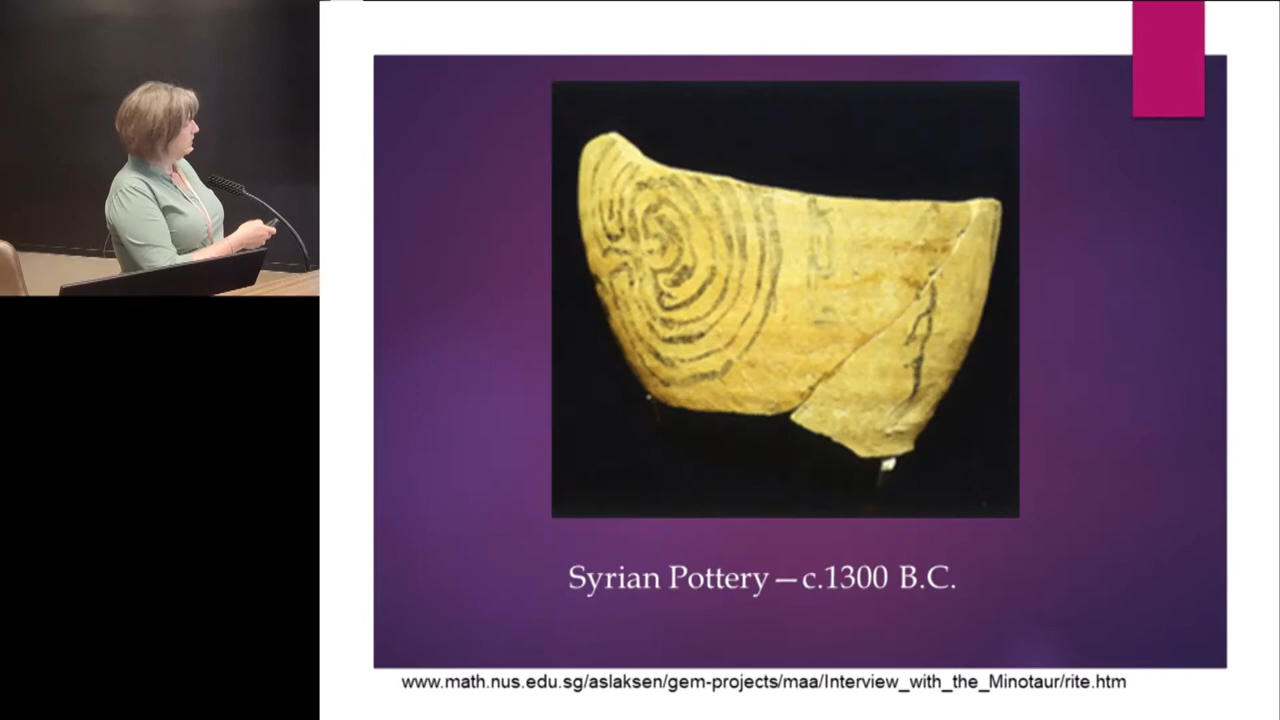 Syrian Pottery—c.1300 B.C.
www.math.nus.edu.sg/aslaksen/gem-projects/maa/Interview_with_the_Minotaur/rite.htm